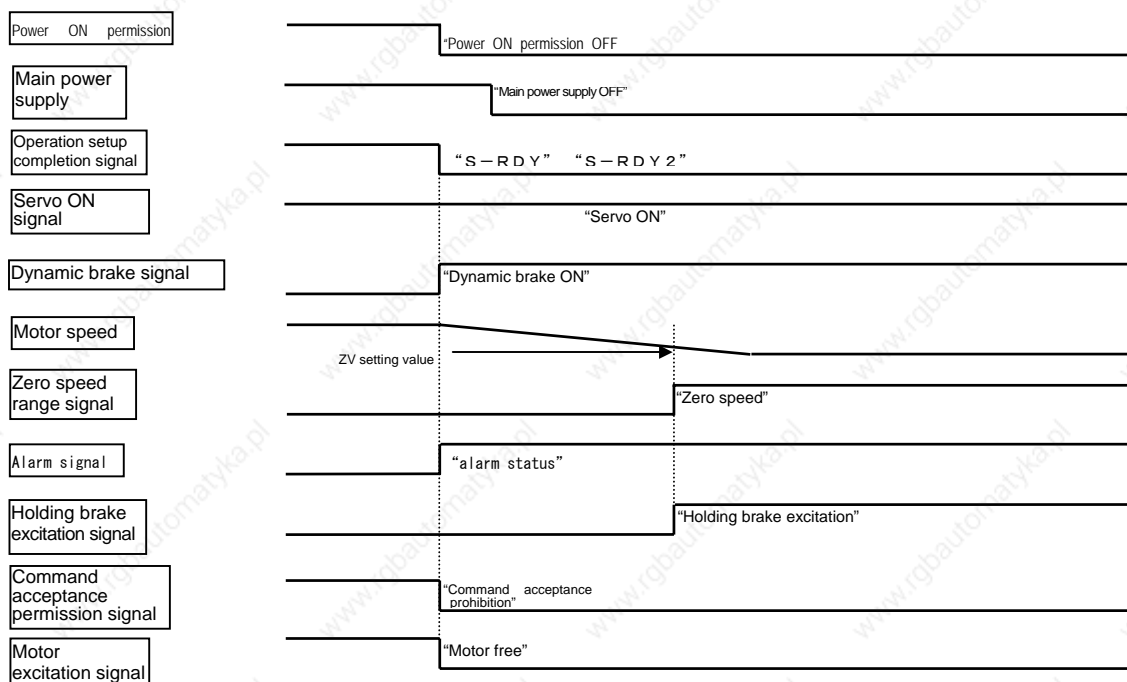 Power ON permission
“Power ON permission OFF
Main power
supply
“Main power supply OFF”
Operation setup
completion signal
“S－RDY” “S－RDY2”
Servo ON
signal
“Servo ON”
Dynamic brake signal
“Dynamic brake ON”
Motor speed
ZV setting value
Zero speed
range signal
“Zero speed”
Alarm signal
“alarm status”
Holding brake
excitation signal
“Holding brake excitation”
Command
acceptance
permission signal
“Command acceptance
prohibition”
Motor
excitation signal
“Motor free”
www.rgbautomatyka.pl